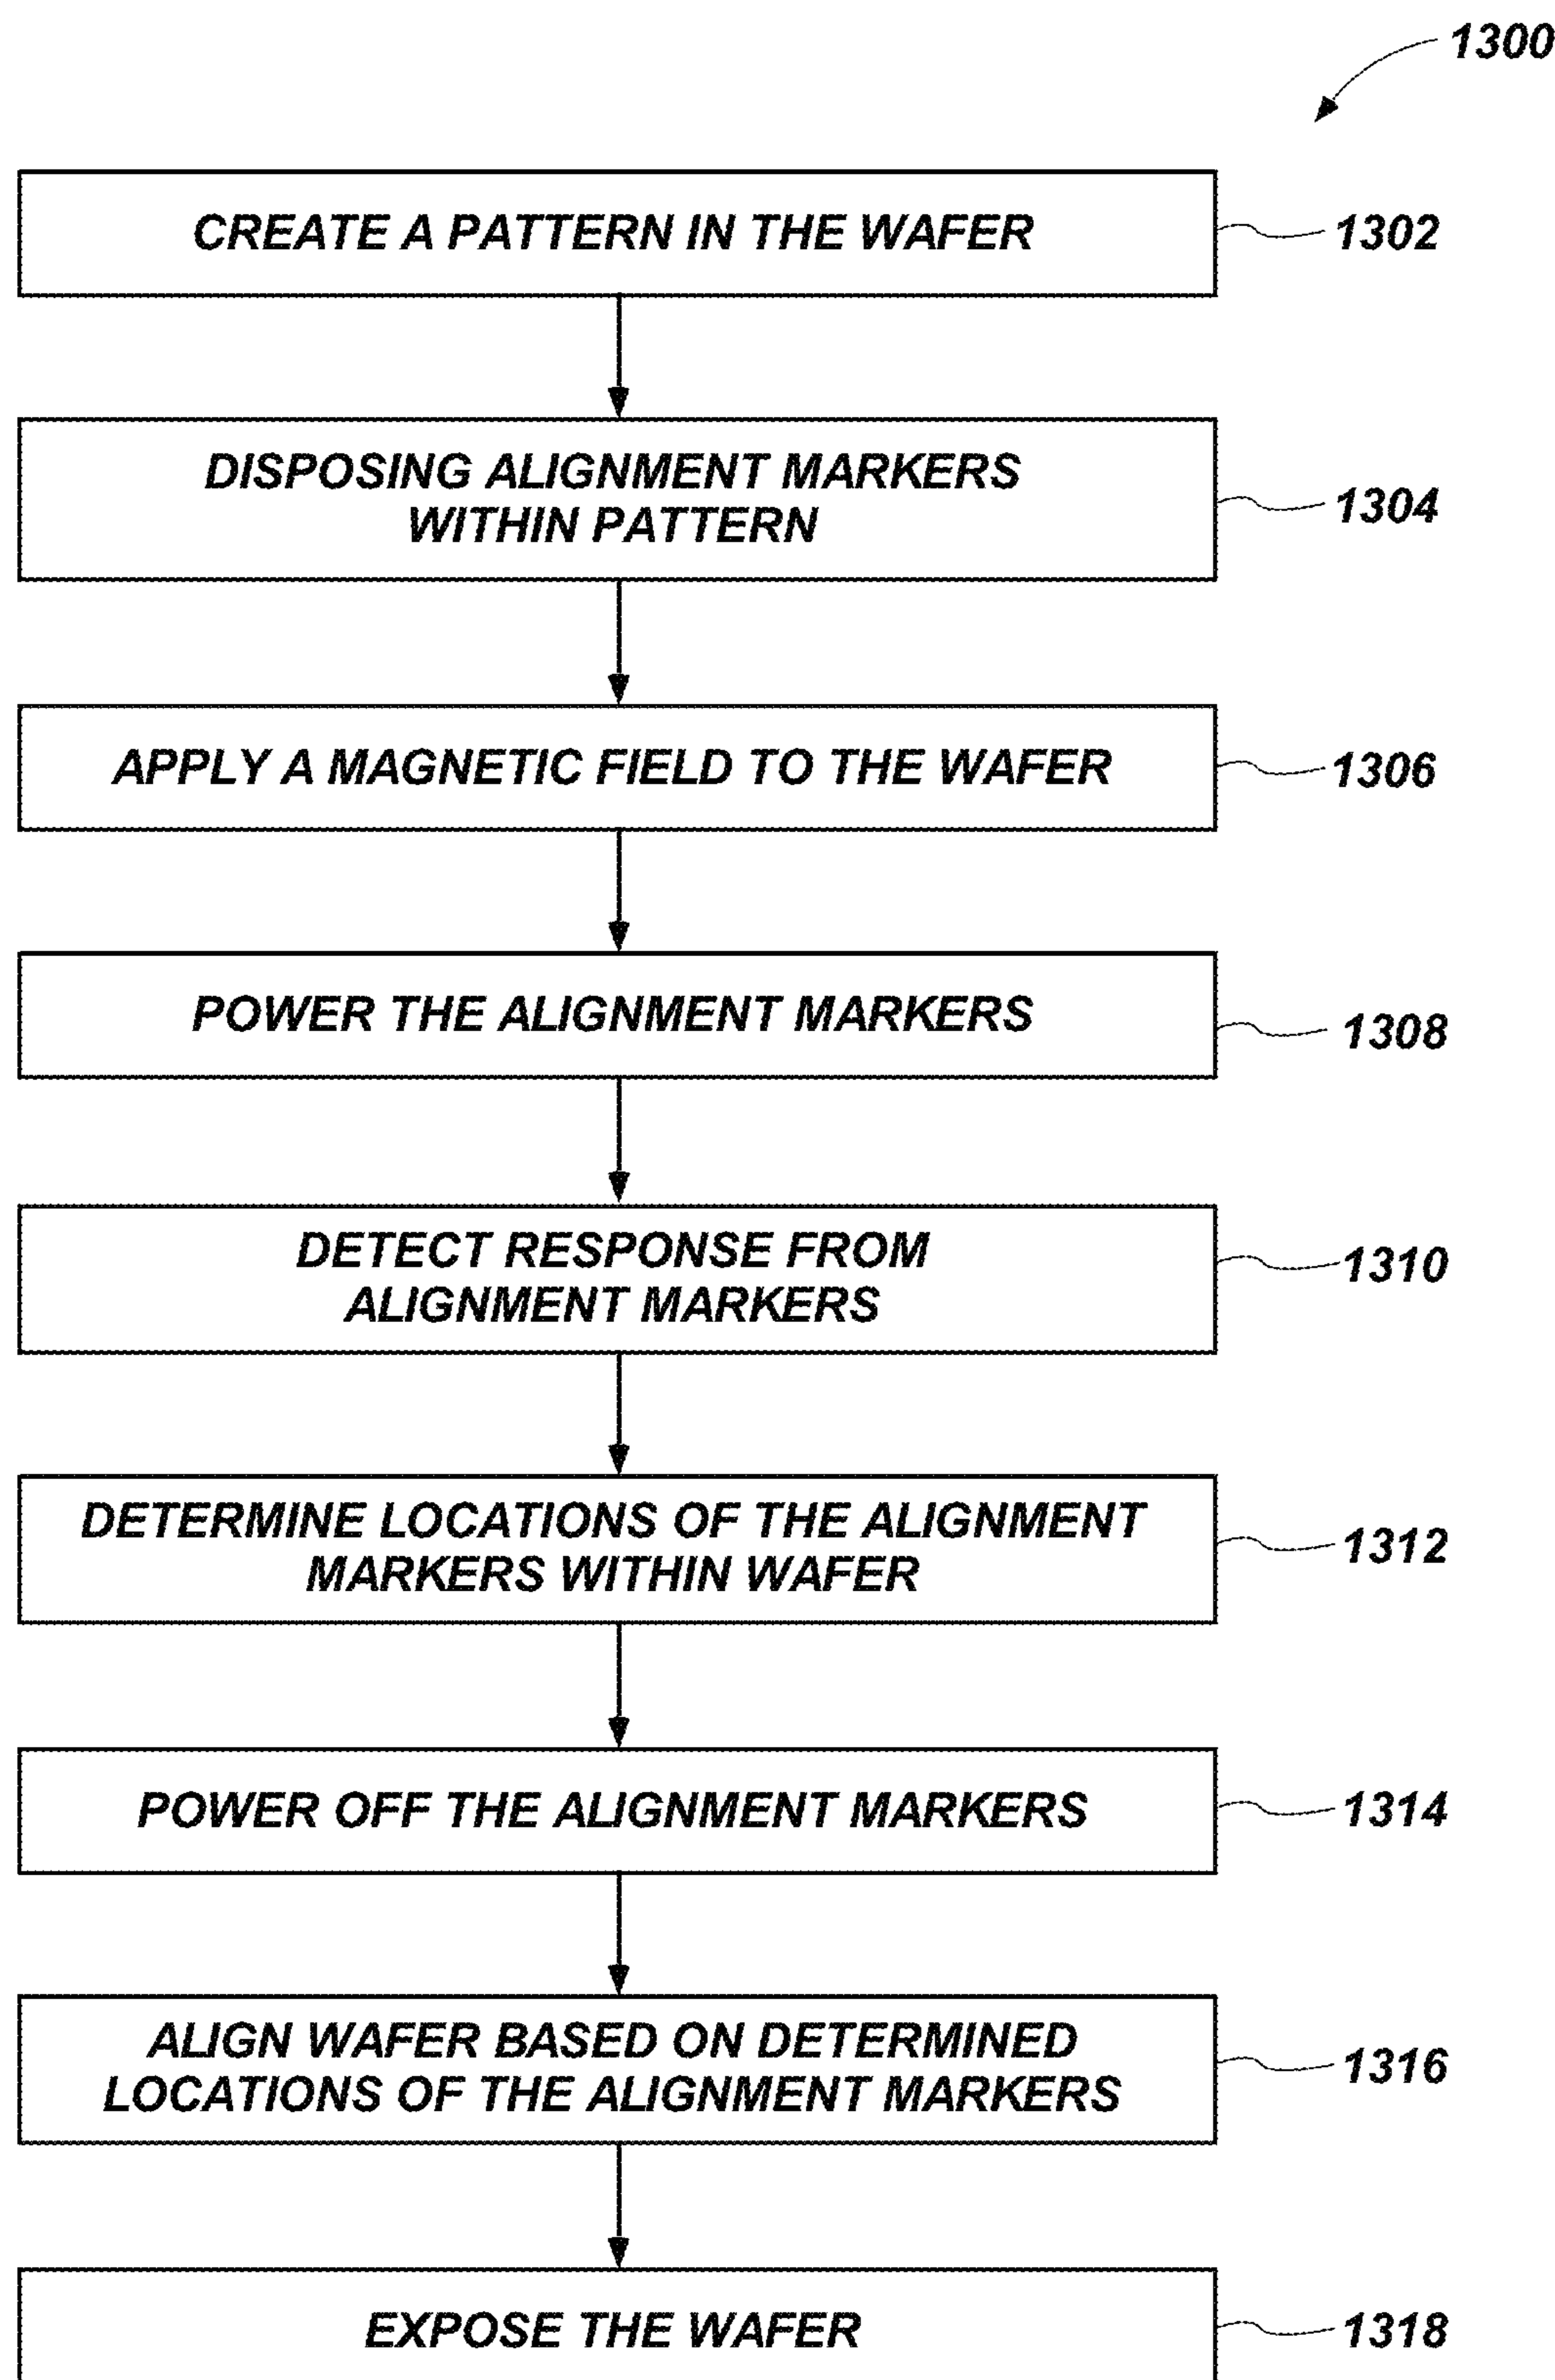 1300
CREATE A PATTERN IN THE WAFER
1302
DISPOSING ALIGNMENT MARKERS
WITHIN PATTERN
1304
APPLY A MAGNETIC FIELD TO THE WAFER
1306
POWER THE ALIGNMENT MARKERS
1308
DETECT RESPONSE FROM
ALIGNMENT MARKERS
1310
DETERMINE LOCATIONS OF THE ALIGNMENT
MARKERS WITHIN WAFER
1312
POWER OFF THE ALIGNMENT MARKERS
1314
ALIGN WAFER BASED ON DETERMINED
LOCATIONS OF THE ALIGNMENT MARKERS
1316
EXPOSE THE WAFER
1318